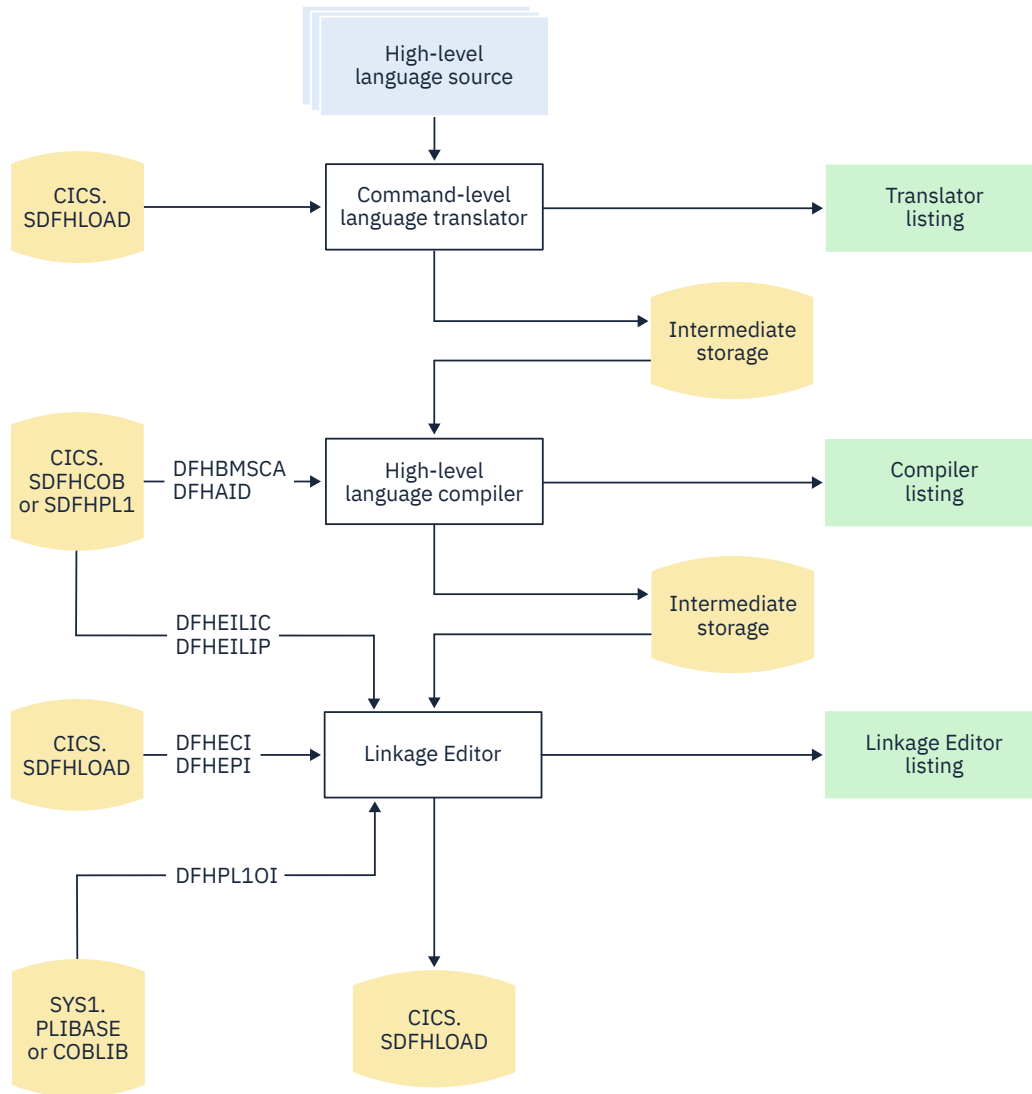 High-level
language source
CICS.
SDFHLOAD
Command-level
language translator
Translator
listing
Intermediate
storage
CICS.
SDFHCOB
or SDFHPL1
DFHBMSCA
DFHAID
High-level
language compiler
Compiler
listing
Intermediate
storage
DFHEILIC
DFHEILIP
CICS.
SDFHLOAD
DFHECI
DFHEPI
Linkage Editor
Linkage Editor
listing
DFHPL1OI
SYS1.
PLIBASE
or COBLIB
CICS.
SDFHLOAD